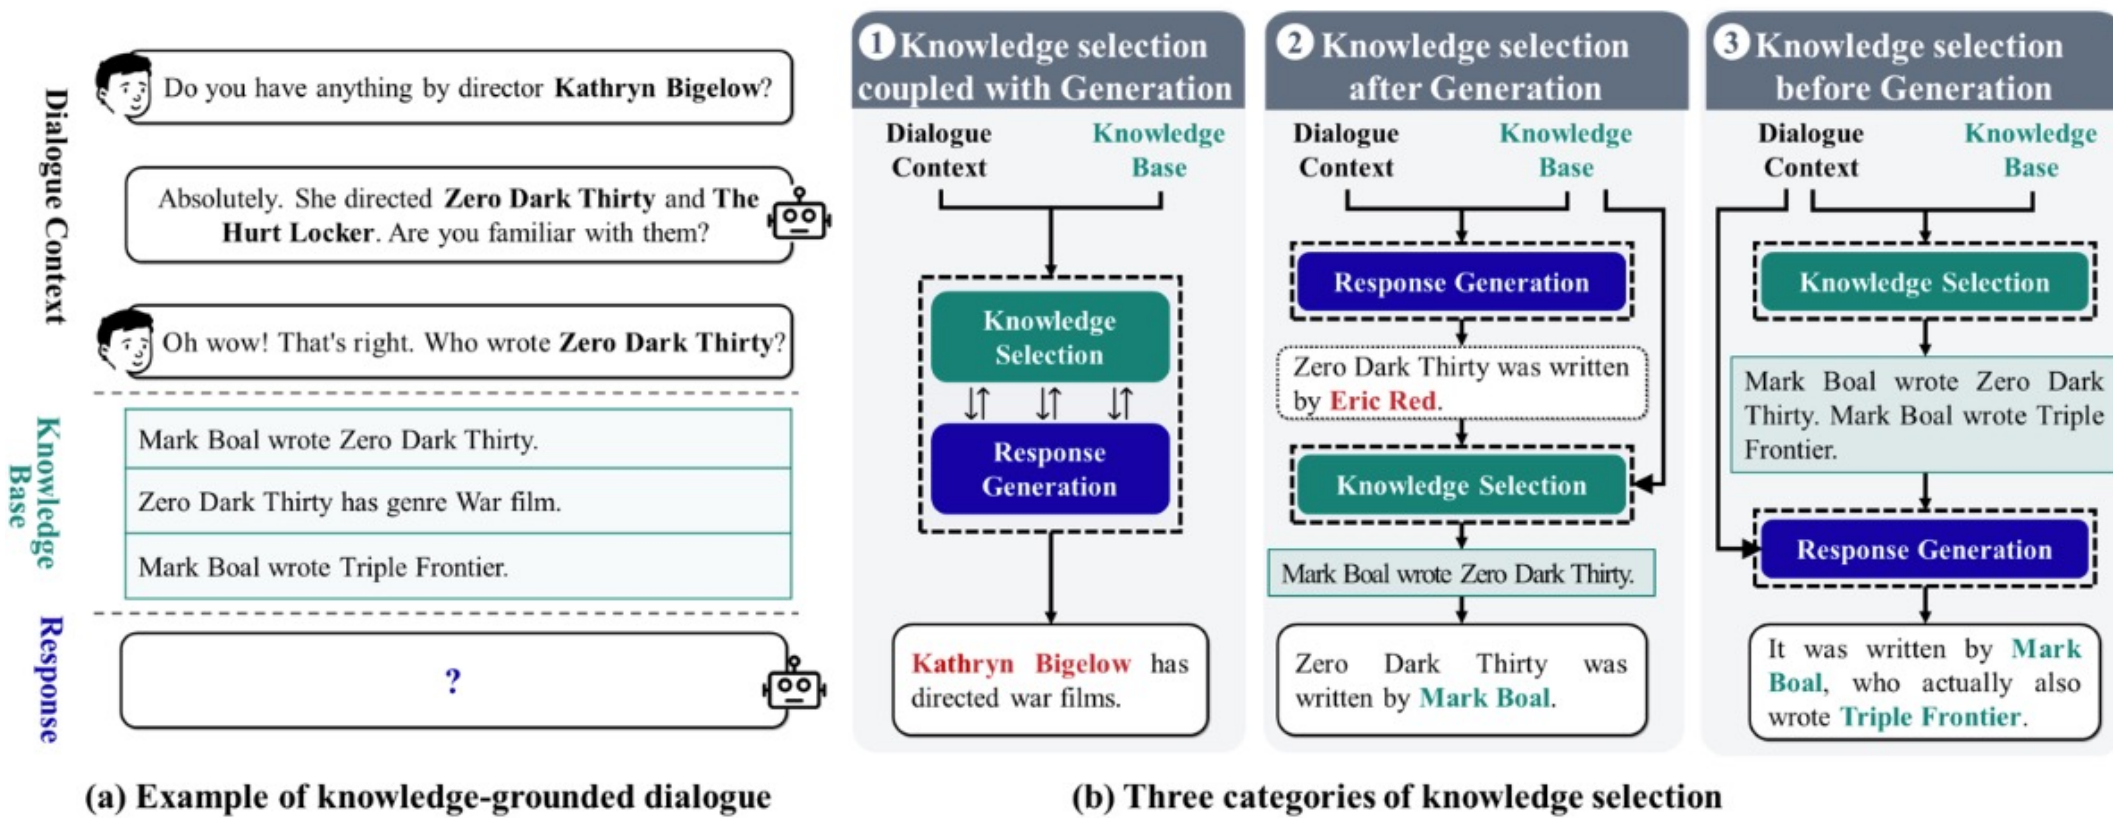 Dialogue Context
Do you have anything by director Kathryn Bigelow?
Absolutely. She directed Zero Dark Thirty and The
Hurt Locker. Are you familiar with them?
Oh wow! That's right. Who wrote Zero Dark Thirty?
Knowledge
Base
Mark Boal wrote Zero Dark Thirty.
Zero Dark Thirty has genre War film.
Mark Boal wrote Triple Frontier.
Response
?
(a) Example of knowledge-grounded dialogue
1 Knowledge selection
coupled with Generation
Dialogue
Context
Knowledge
Base
Knowledge
Selection
↓↑ ↓↑ ↓↑
Response
Generation
Kathryn Bigelow has
directed war films.
2 Knowledge selection
after Generation
Dialogue
Context
Knowledge
Base
Response Generation
Zero Dark Thirty was written
by Eric Red.
Knowledge Selection
Mark Boal wrote Zero Dark Thirty.
Zero Dark Thirty was
written by Mark Boal.
3 Knowledge selection
before Generation
Dialogue
Context
Knowledge
Base
Knowledge Selection
Mark Boal wrote Zero Dark
Thirty. Mark Boal wrote Triple
Frontier.
Response Generation
It was written by Mark
Boal, who actually also
wrote Triple Frontier.
(b) Three categories of knowledge selection